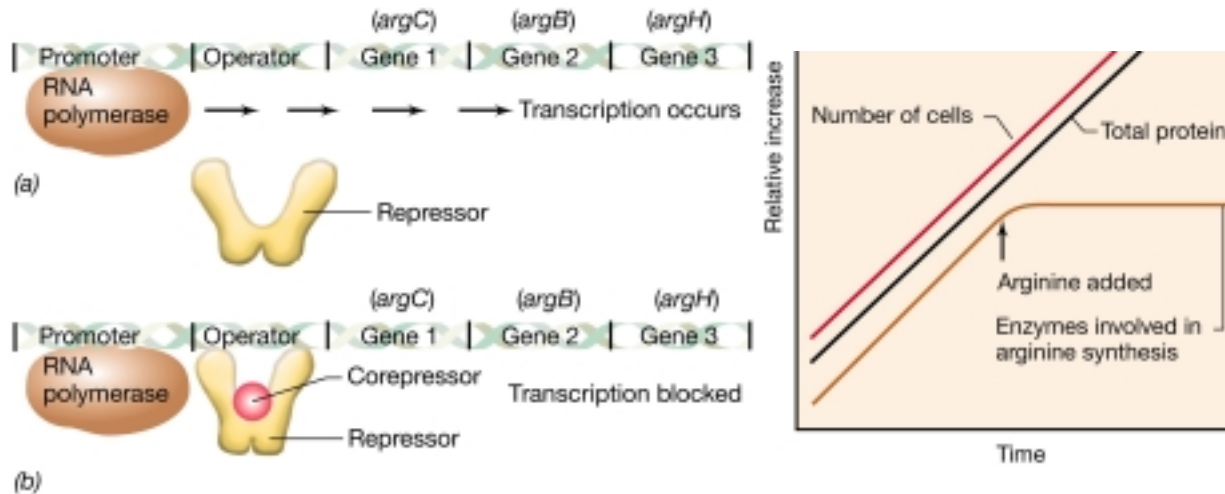 (argC) (argB) (argH)
Promoter Operator Gene 1 Gene 2 Gene 3
RNA
polymerase
Transcription occurs
(a)
Repressor
(argC) (argB) (argH)
Promoter Operator Gene 1 Gene 2 Gene 3
RNA
polymerase
Corepressor
Transcription blocked
Repressor
(b)
Relative increase
Number of cells
Total protein
Arginine added
Enzymes involved in
arginine synthesis
Time